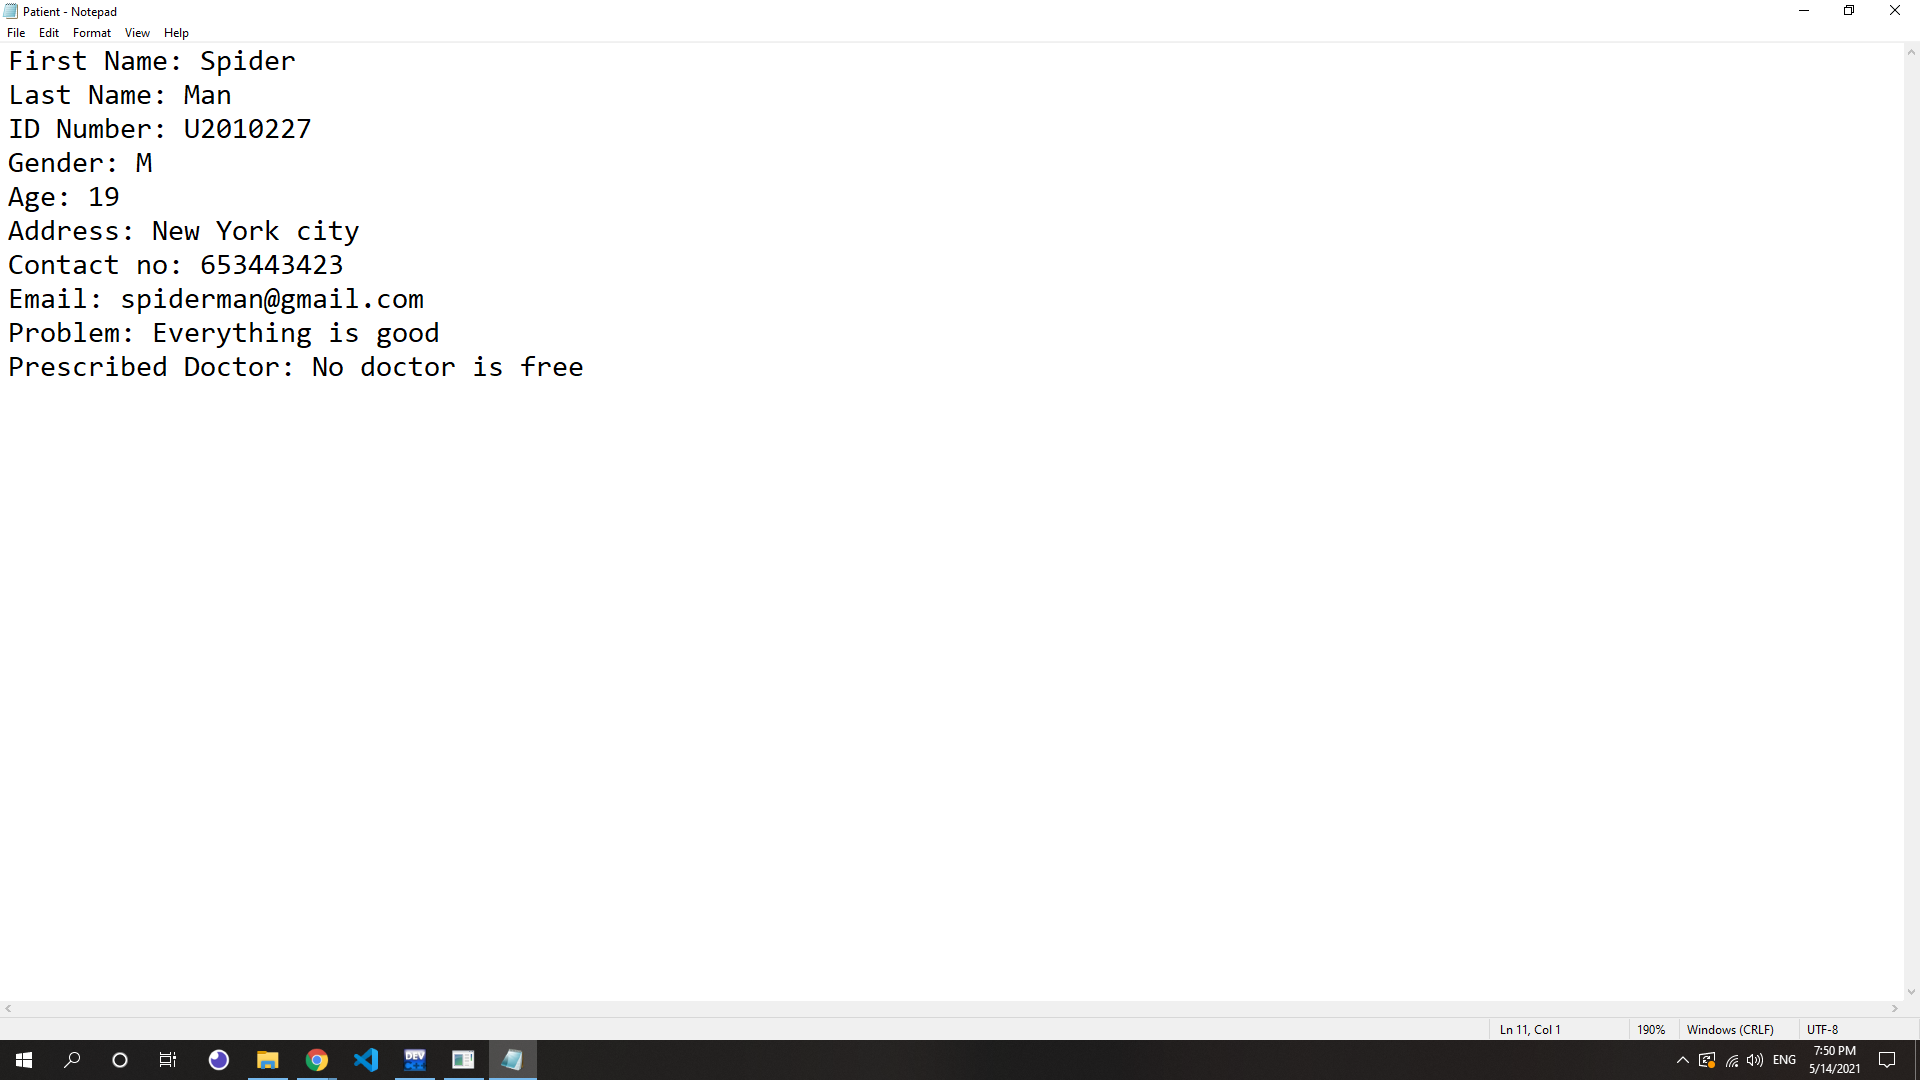 Patient - Notepad
File Edit Format View Help
First Name: Spider
Last Name: Man
ID Number: U2010227
Gender: M
Age: 19
Address: New York city
Contact no: 653443423
Email: spiderman@gmail.com
Problem: Everything is good
Prescribed Doctor: No doctor is free
Ln 11, Col 1 190% Windows (CRLF) UTF-8
DEV
ENG
7:50 PM
5/14/2021